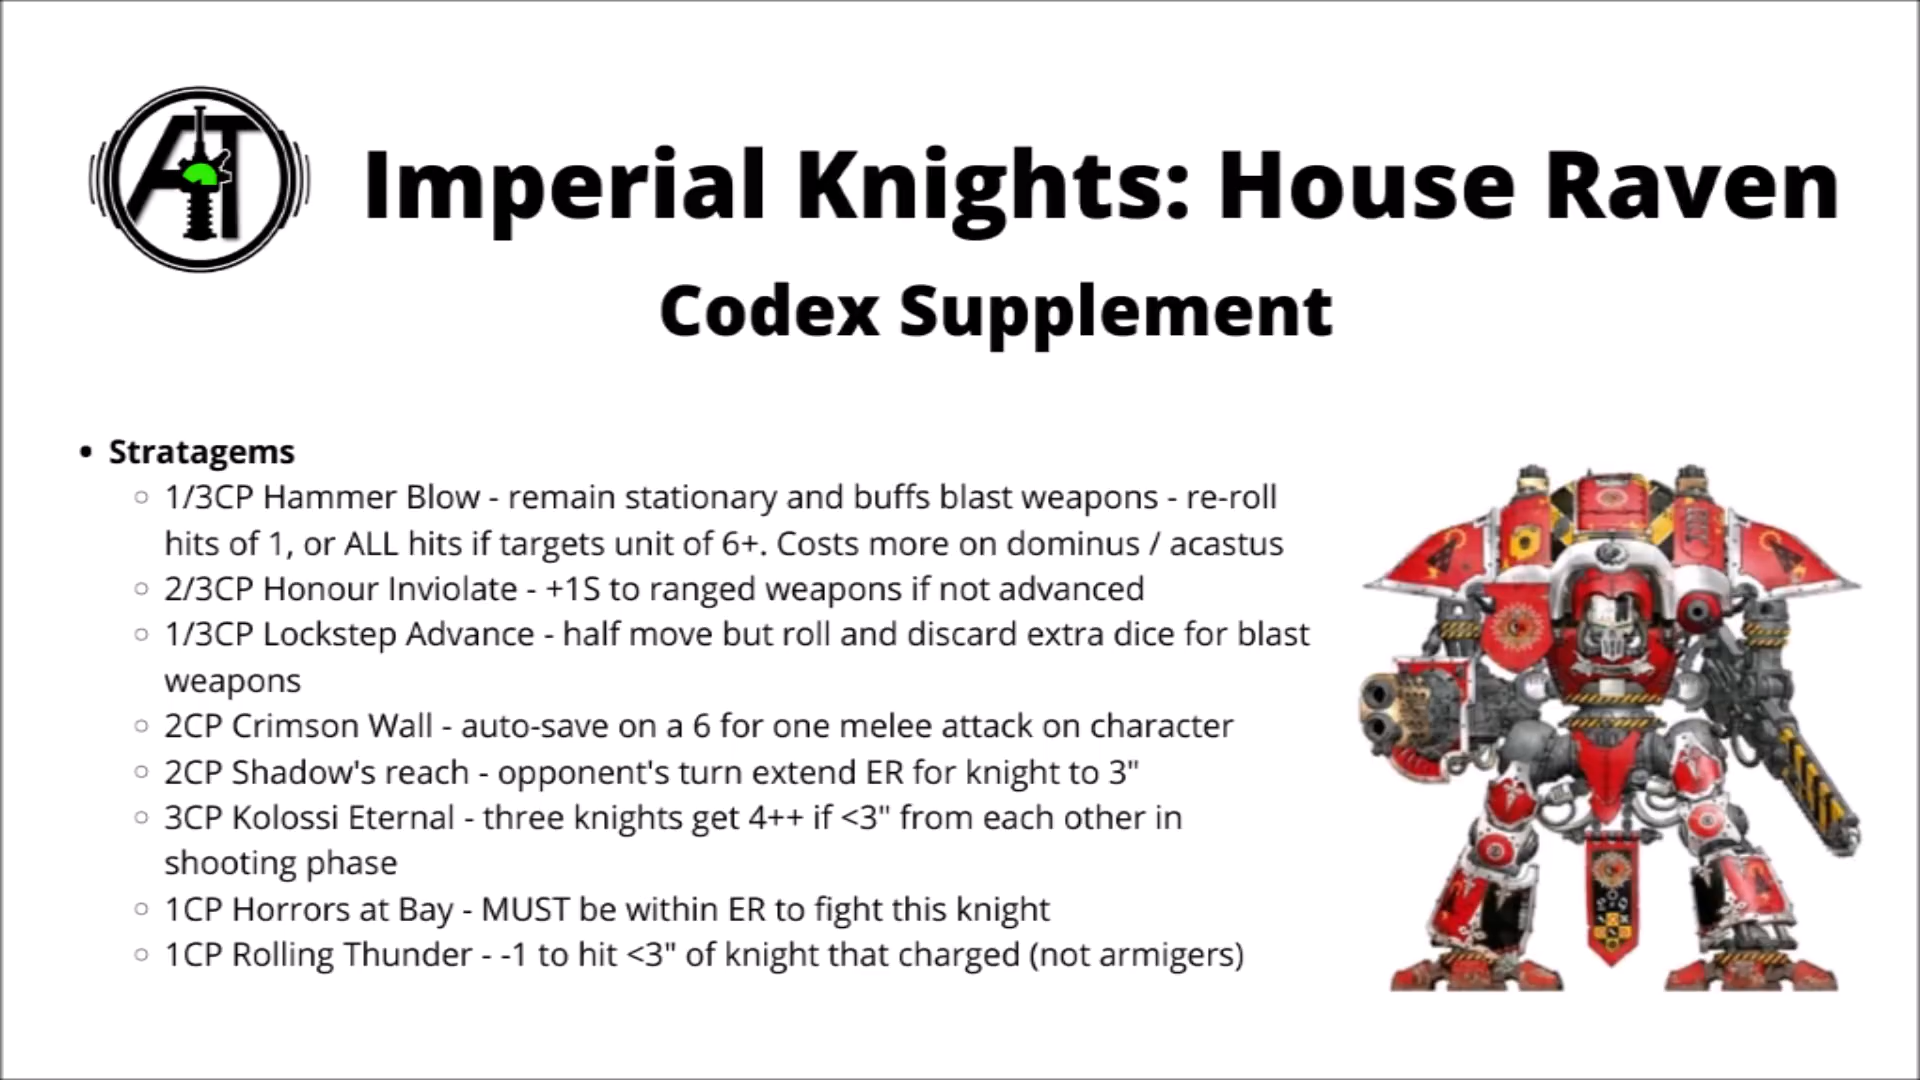 AT
Imperial Knights: House Raven
Codex Supplement
• Stratagems
○ 1/3CP Hammer Blow - remain stationary and buffs blast weapons - re-roll
hits of 1, or ALL hits if targets unit of 6+. Costs more on dominus / acastus
○ 2/3CP Honour Inviolate - +1S to ranged weapons if not advanced
○ 1/3CP Lockstep Advance - half move but roll and discard extra dice for blast
weapons
○ 2CP Crimson Wall - auto-save on a 6 for one melee attack on character
○ 2CP Shadow's reach - opponent's turn extend ER for knight to 3"
○ 3CP Kolossi Eternal - three knights get 4++ if <3" from each other in
shooting phase
○ 1CP Horrors at Bay - MUST be within ER to fight this knight
○ 1CP Rolling Thunder - -1 to hit <3" of knight that charged (not armigers)